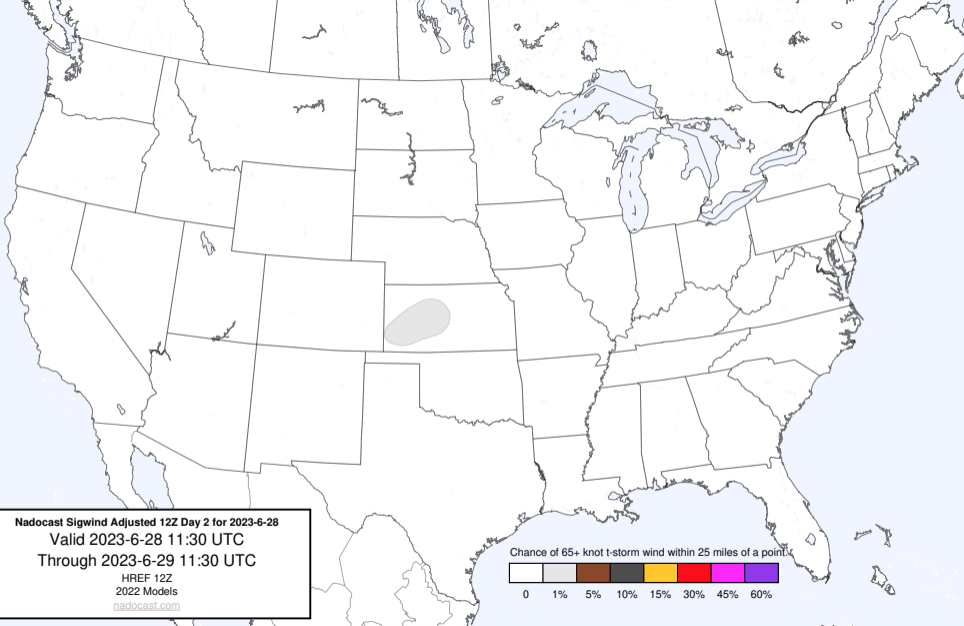 Nadocast Sigwind Adjusted 12Z Day 2 for 2023-6-28
Valid 2023-6-28 11:30 UTC
Through 2023-6-29 11:30 UTC
HREF 12Z
2022 Models
nadocast.com
Chance of 65+ knot t-storm wind within 25 miles of a point.
0 1% 5% 10% 15% 30% 45% 60%